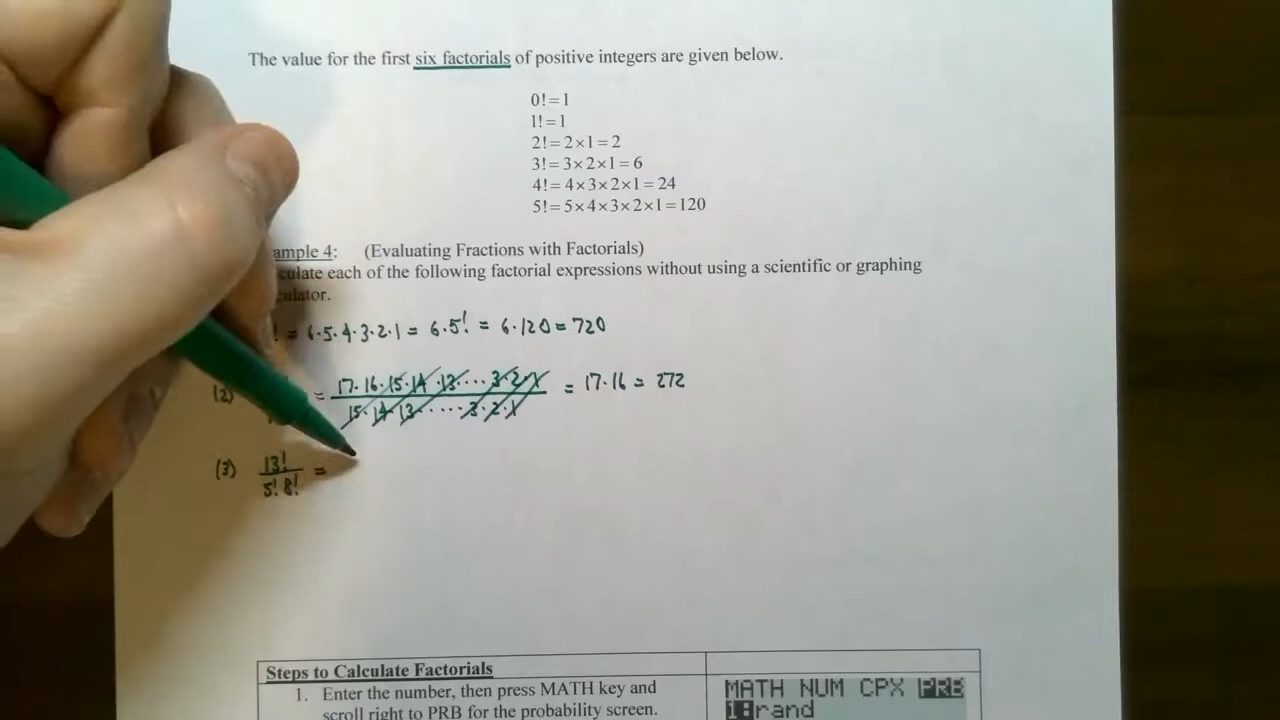 The value for the first six factorials of positive integers are given below.
0! = 1
1! = 1
2! = 2×1 = 2
3! = 3×2×1 = 6
4! = 4×3×2×1 = 24
5! = 5×4×3×2×1 = 120
ample 4: (Evaluating Fractions with Factorials)
culate each of the following factorial expressions without using a scientific or graphing
culator.
! = 6·5·4·3·2·1 = 6·5! = 6·120 = 720
(2) = 17·16·15·14·13····3·2·1 = 17·16 = 272
15·14·13·····3·2·1
(3) 13! =
5! 8!
Steps to Calculate Factorials
1. Enter the number, then press MATH key and
scroll right to PRB for the probability screen.
MATH NUM CPX PRB
1:rand